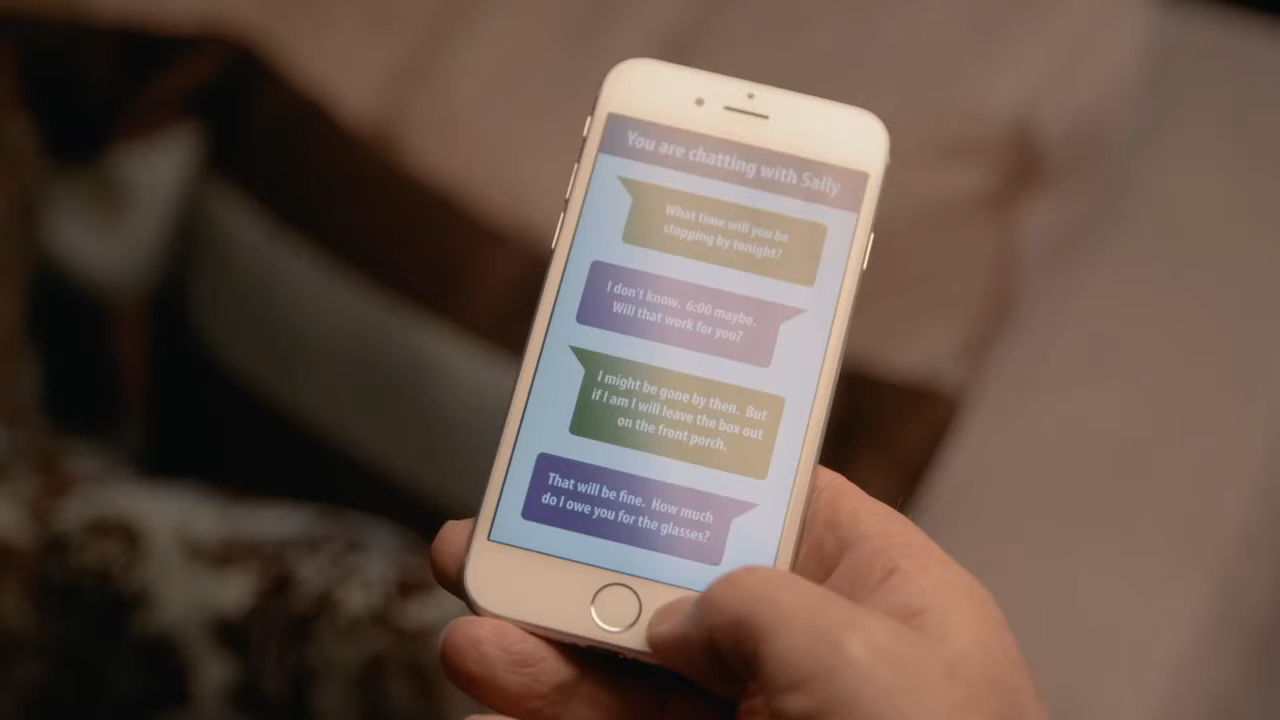 You are chatting with Sally
What time will you be
stopping by tonight?
I don't know. 6:00 maybe.
Will that work for you?
I might be gone by then. But
if I am I will leave the box out
on the front porch.
That will be fine. How much
do I owe you for the glasses?